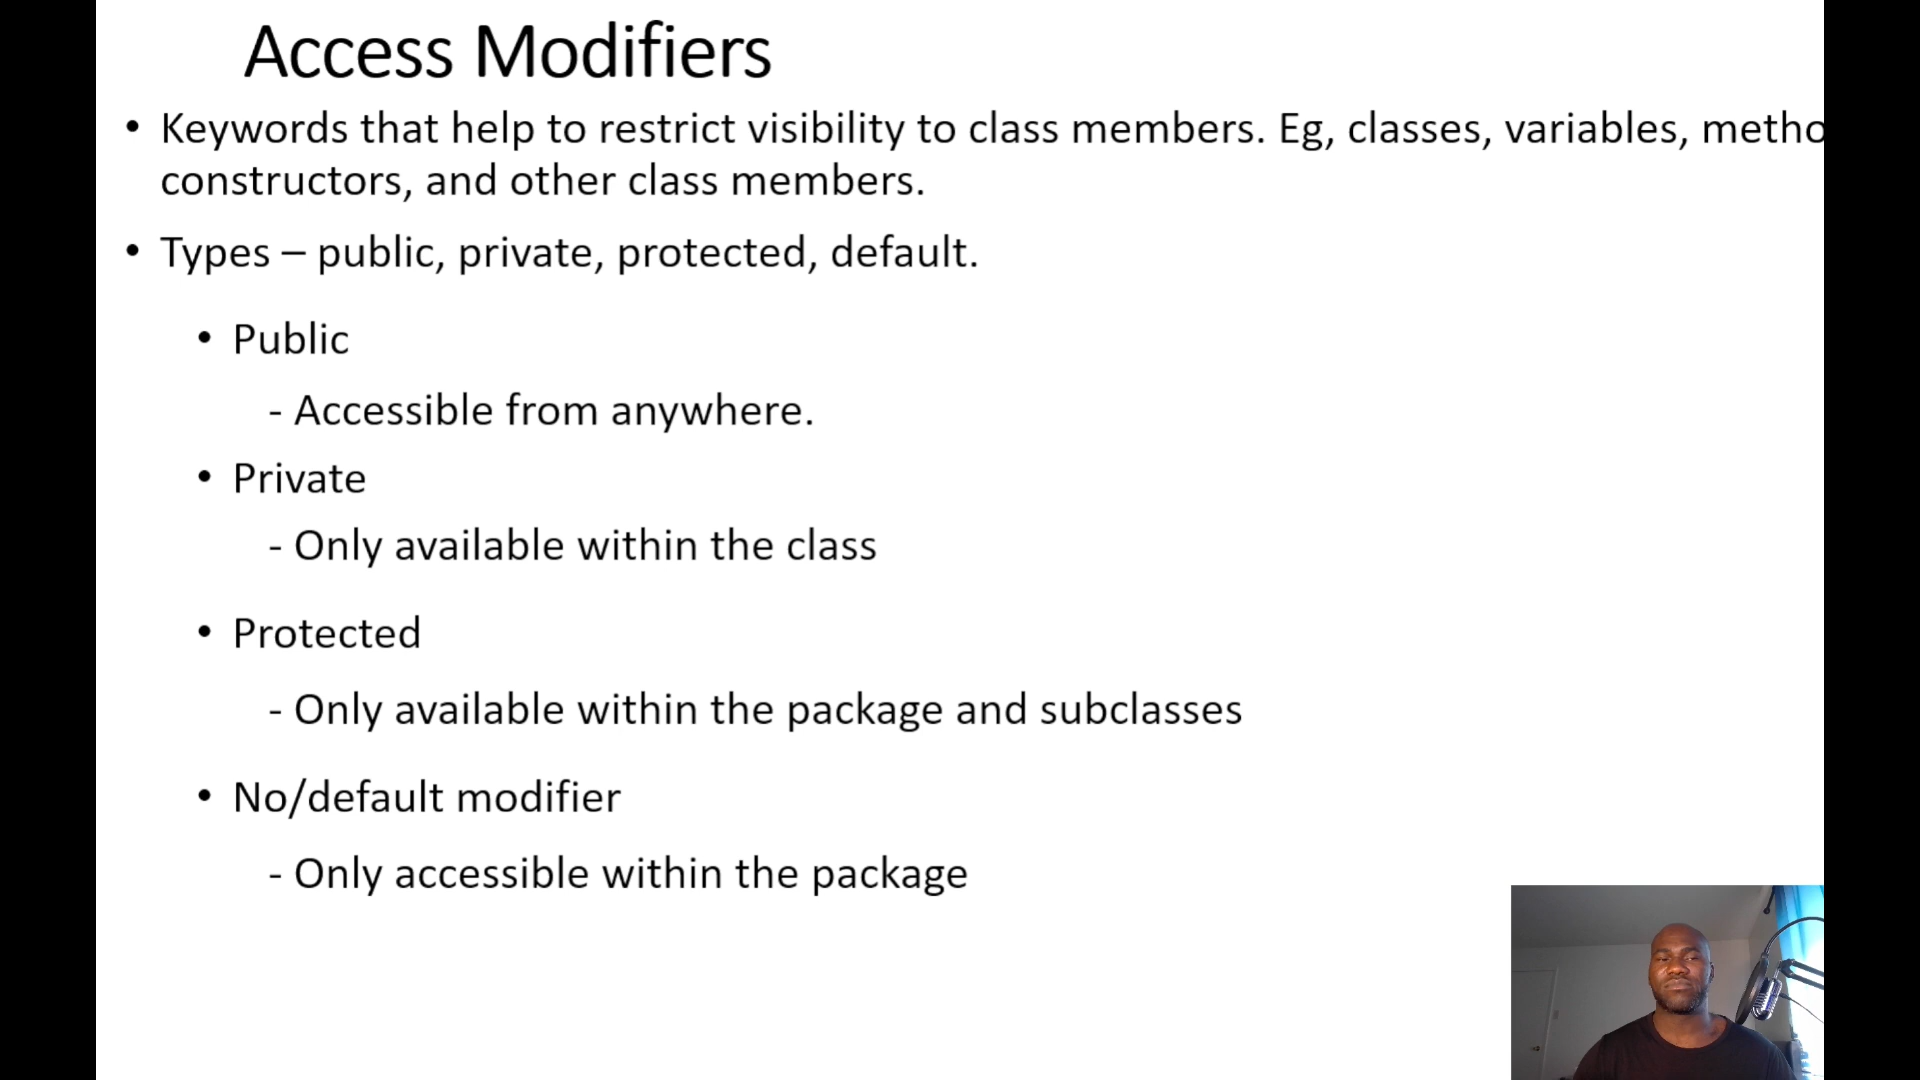 Access Modifiers
• Keywords that help to restrict visibility to class members. Eg, classes, variables, metho
constructors, and other class members.
• Types – public, private, protected, default.
• Public
- Accessible from anywhere.
• Private
- Only available within the class
• Protected
- Only available within the package and subclasses
• No/default modifier
- Only accessible within the package